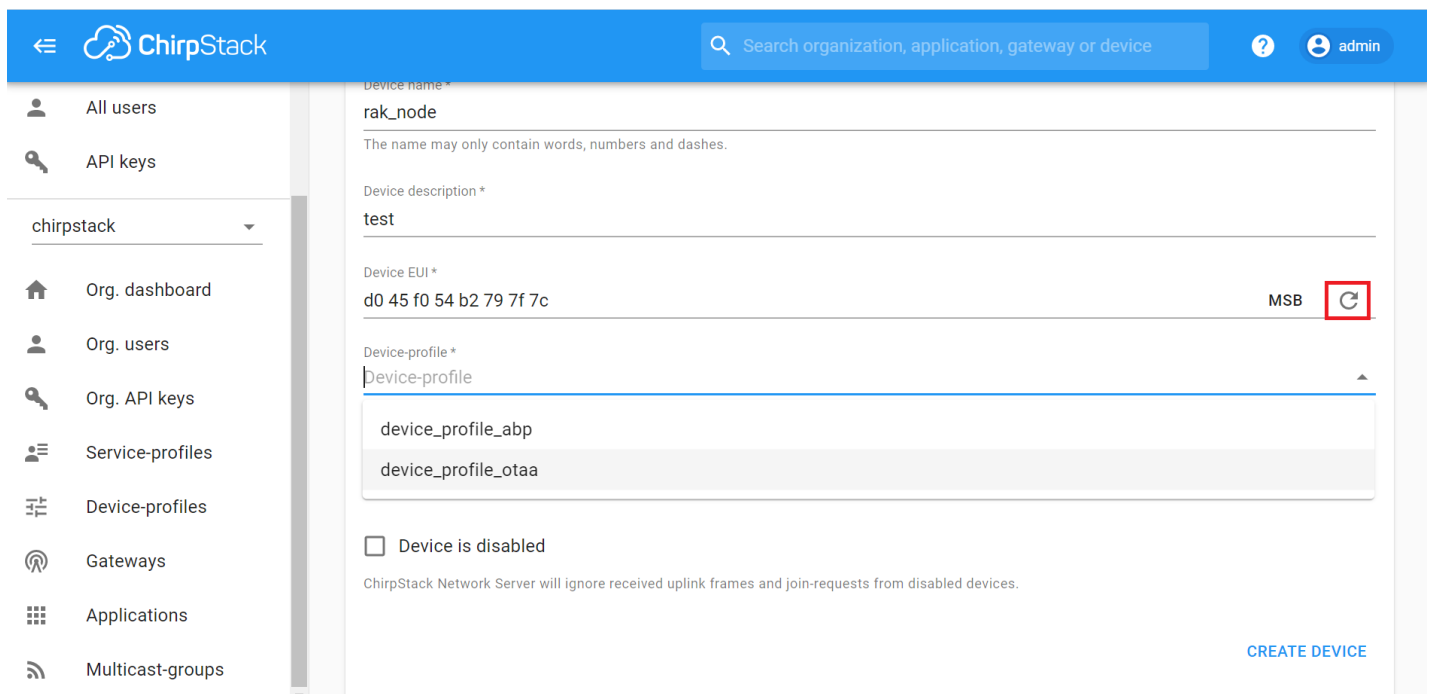 ChirpStack
Search organization, application, gateway or device
?
admin
All users
API keys
chirpstack
Org. dashboard
Org. users
Org. API keys
Service-profiles
Device-profiles
Gateways
Applications
Multicast-groups
Device name *
rak_node
The name may only contain words, numbers and dashes.
Device description *
test
Device EUI *
d0 45 f0 54 b2 79 7f 7c MSB
Device-profile *
Device-profile
device_profile_abp
device_profile_otaa
Device is disabled
ChirpStack Network Server will ignore received uplink frames and join-requests from disabled devices.
CREATE DEVICE